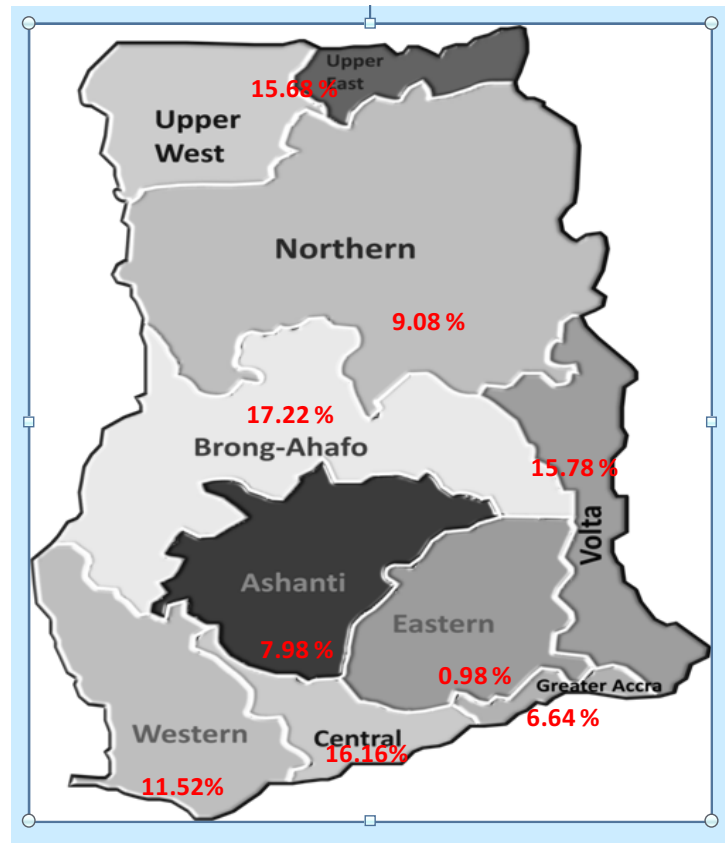 Upper
East
15.68 %
Upper
West
Northern
9.08 %
17.22 %
Brong-Ahafo
15.78 %
Volta
Ashanti
Eastern
7.98 %
0.98 %
Greater Accra
6.64 %
Western
Central
16.16%
11.52%